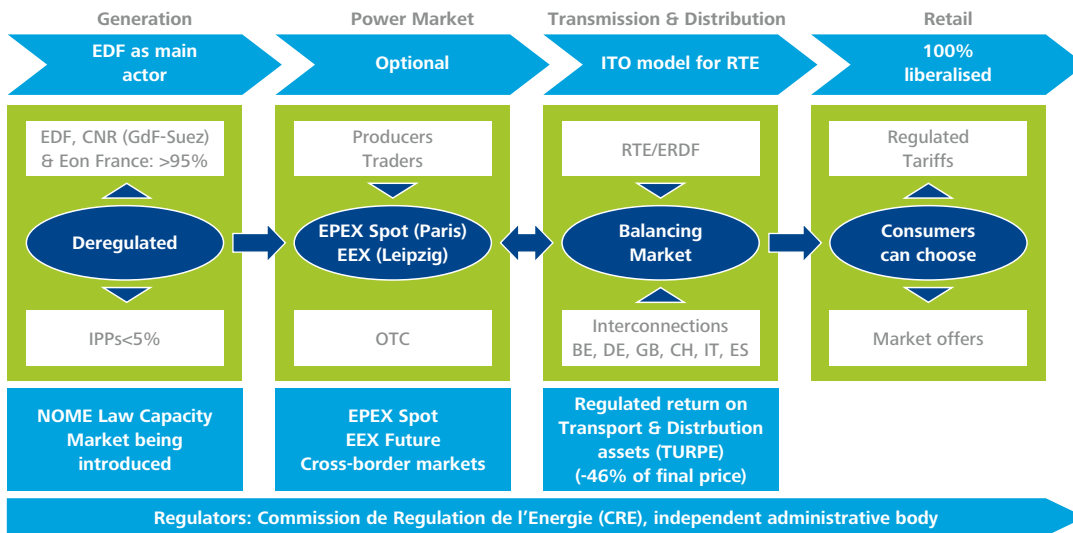 Generation
Power Market
Transmission & Distribution
Retail
EDF as main
actor
Optional
ITO model for RTE
100%
liberalised
EDF, CNR (GdF-Suez)
& Eon France: >95%
Deregulated
IPPs<5%
NOME Law Capacity
Market being
introduced
Producers
Traders
EPEX Spot (Paris)
EEX (Leipzig)
OTC
EPEX Spot
EEX Future
Cross-border markets
RTE/ERDF
Balancing
Market
Interconnections
BE, DE, GB, CH, IT, ES
Regulated return on
Transport & Distrbution
assets (TURPE)
(-46% of final price)
Regulated
Tariffs
Consumers
can choose
Market offers
Regulators: Commission de Regulation de l’Energie (CRE), independent administrative body